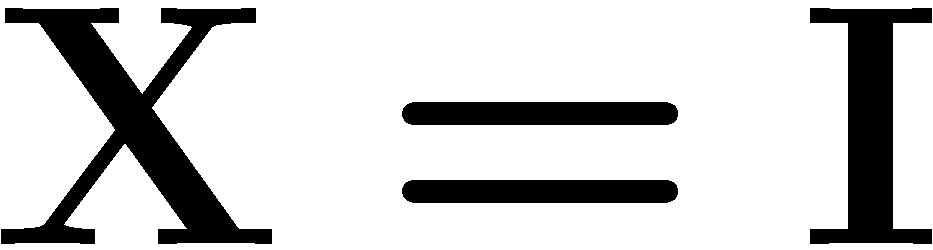 X = I